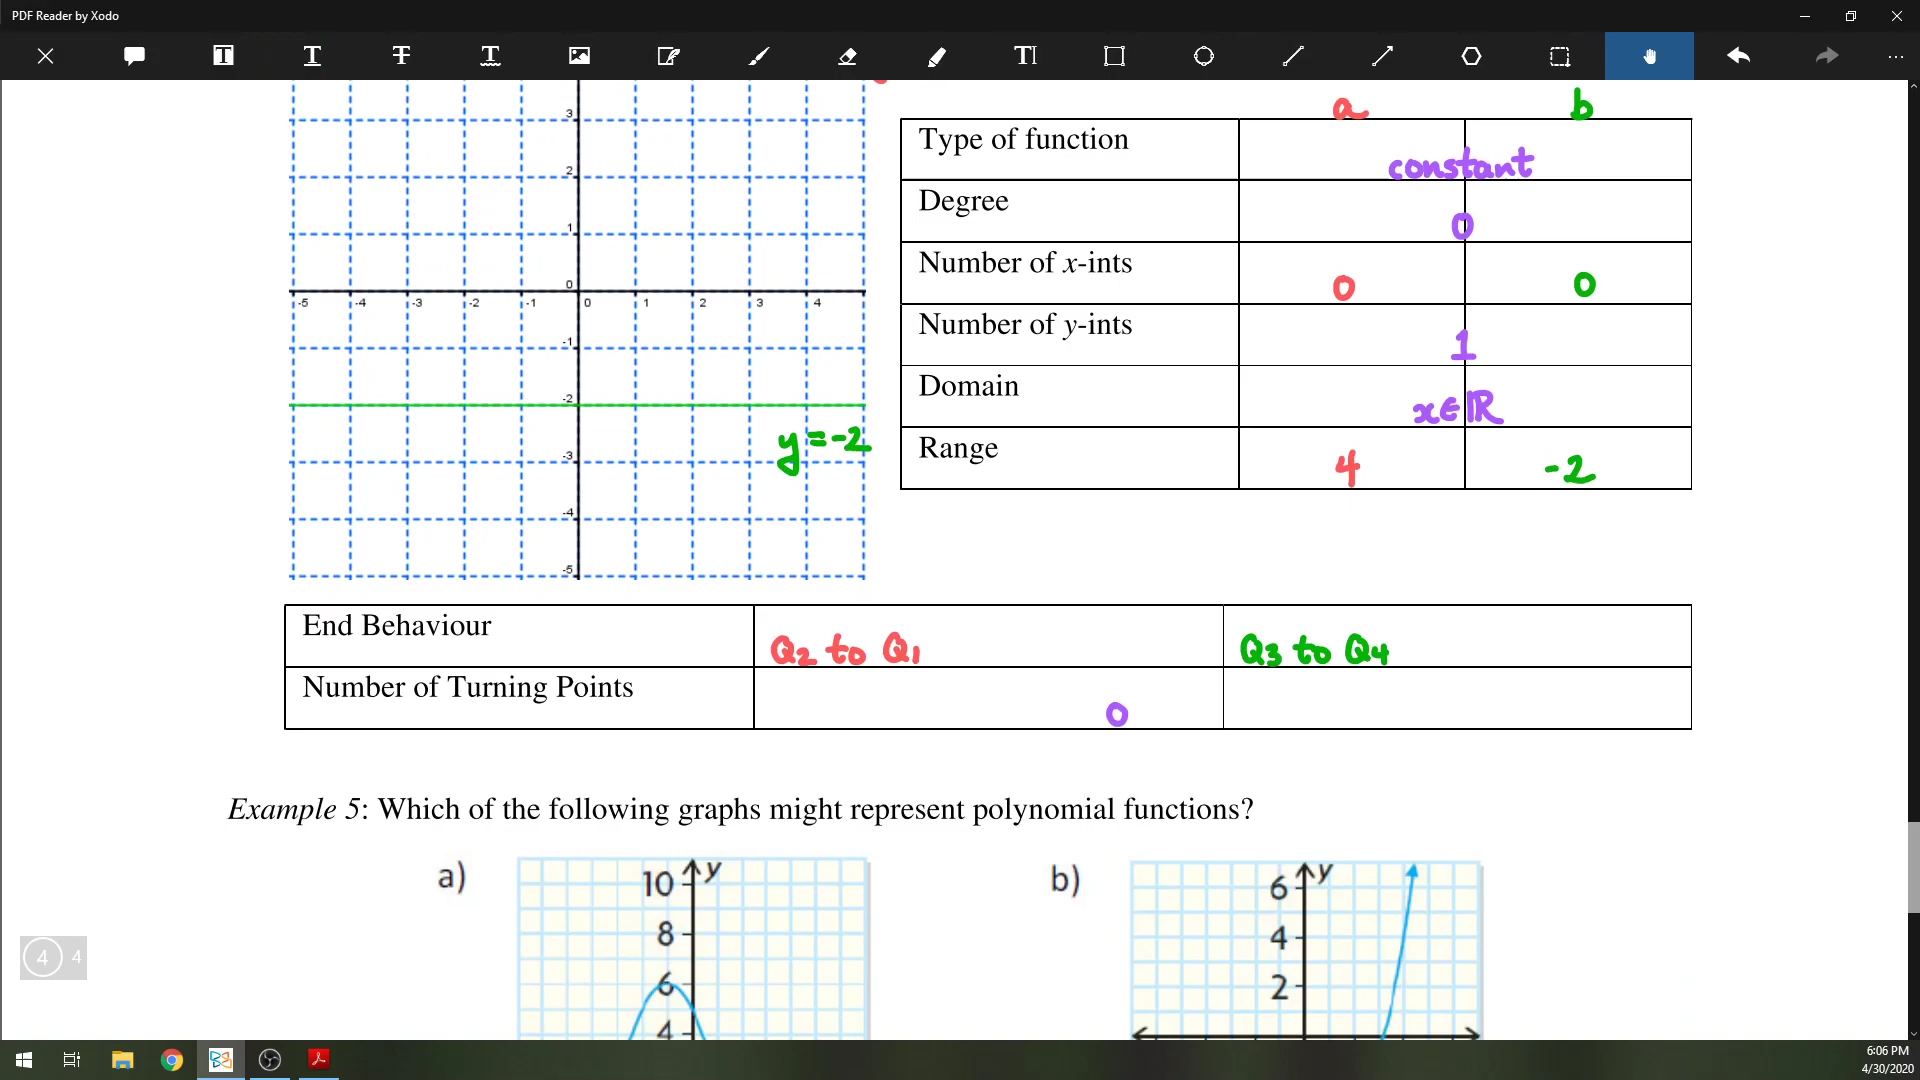 PDF Reader by Xodo
3
2
1
0
-5 -4 -3 -2 -1 0 1 2 3 4
-1
-2
y = -2
-3
-4
-5
a b
Type of function constant
Degree 0
Number of x-ints 0 0
Number of y-ints 1
Domain x∈ℝ
Range 4 -2
End Behaviour Q2 to Q1 Q3 to Q4
Number of Turning Points 0
Example 5: Which of the following graphs might represent polynomial functions?
a)
10 y
8
6
4
b)
6 y
4
2
4 4
6:06 PM
4/30/2020